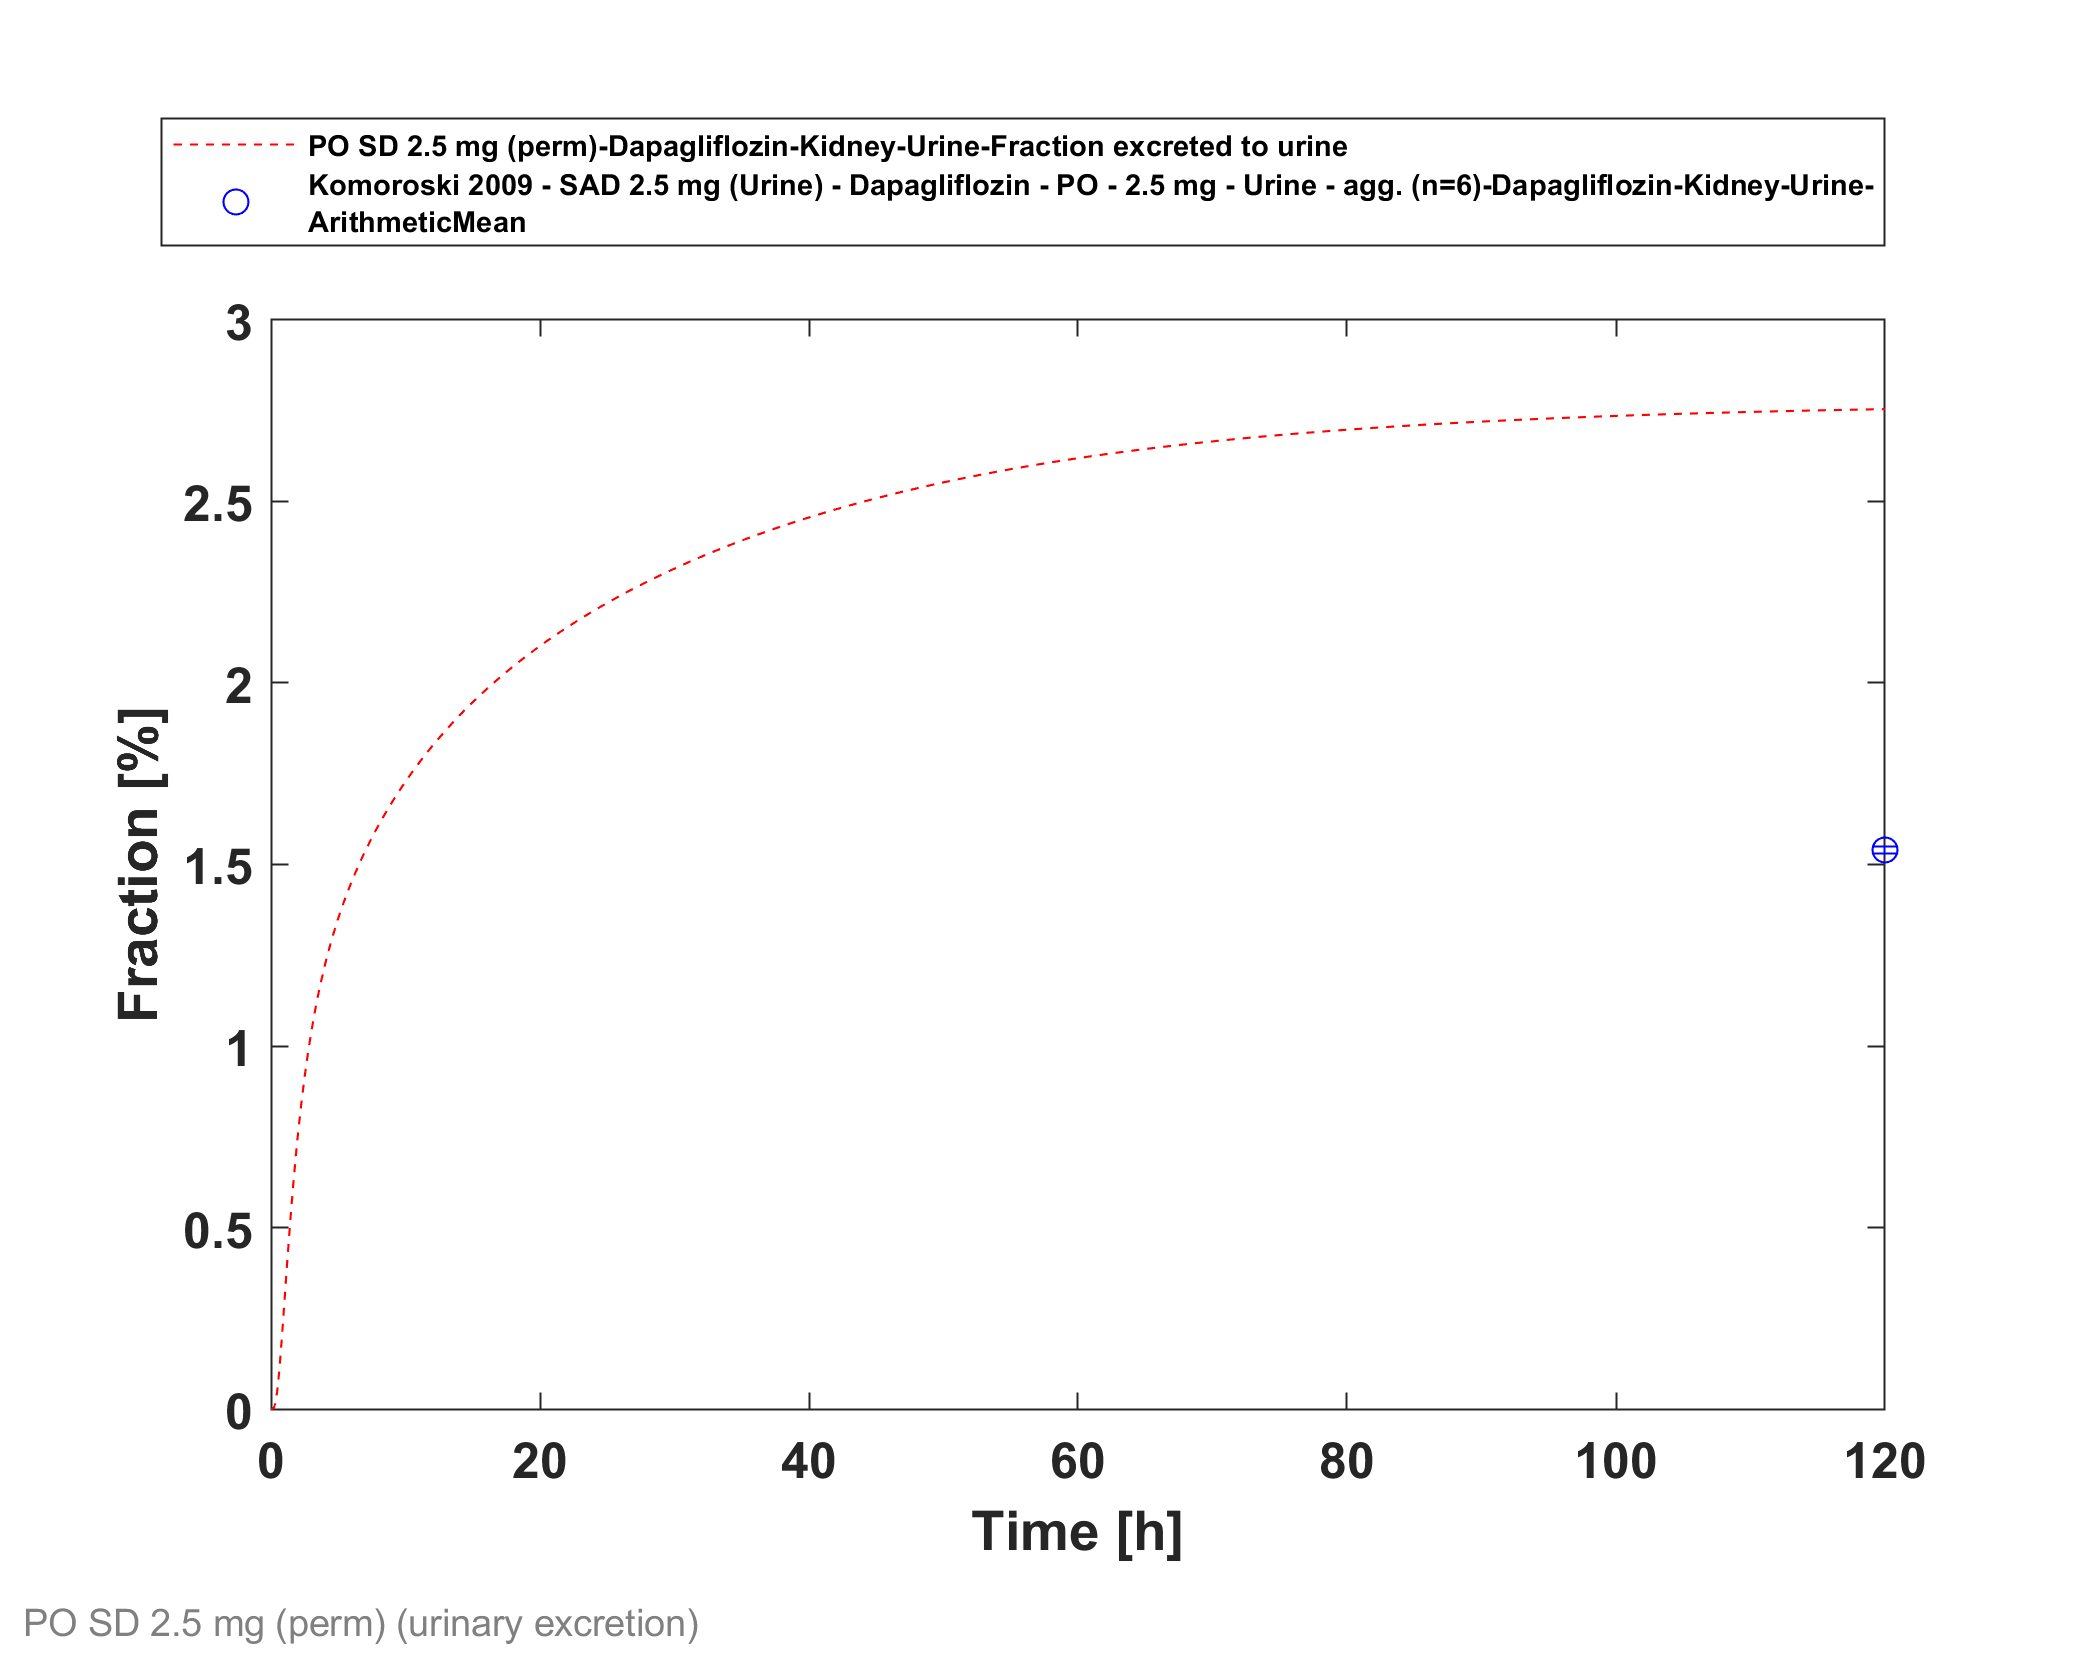 PO SD 2.5 mg (perm)-Dapagliflozin-Kidney-Urine-Fraction excreted to urine
Komoroski 2009 - SAD 2.5 mg (Urine) - Dapagliflozin - PO - 2.5 mg - Urine - agg. (n=6)-Dapagliflozin-Kidney-Urine-
ArithmeticMean
3
2.5
2
1.5
1
0.5
0
Fraction [%]
0 20 40 60 80 100 120
Time [h]
PO SD 2.5 mg (perm) (urinary excretion)